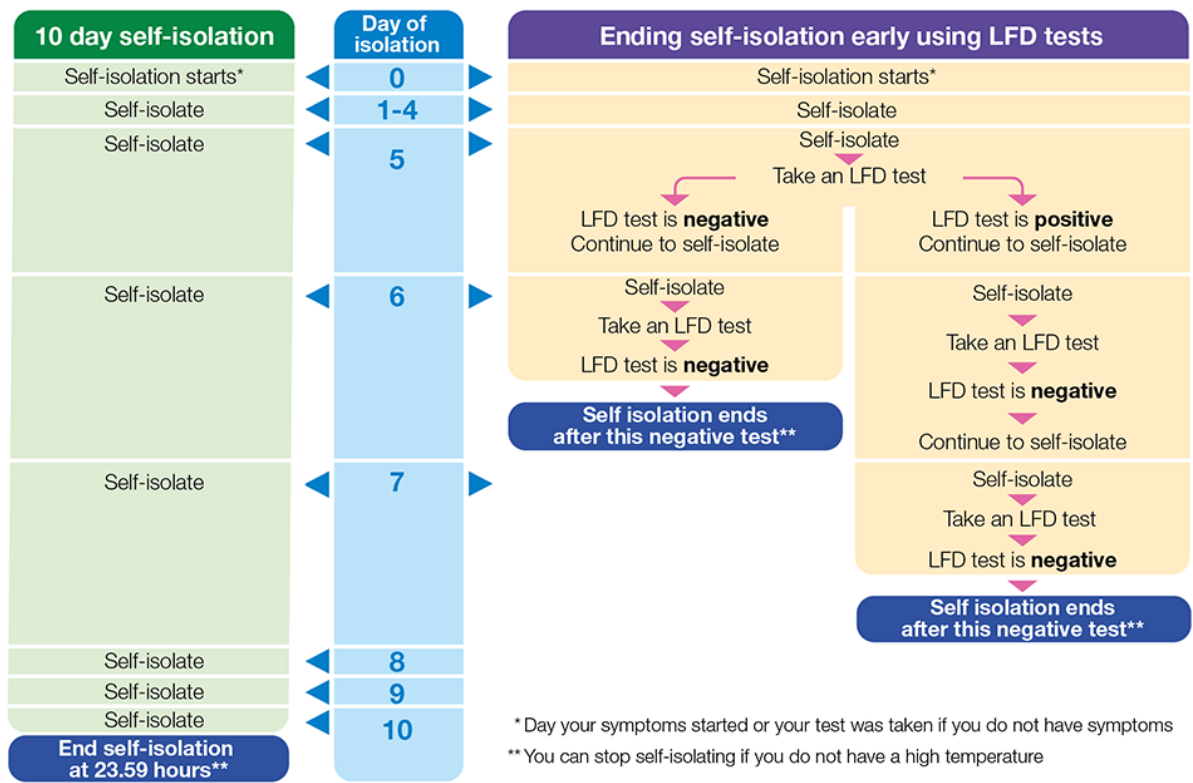 10 day self-isolation
Day of
isolation
Ending self-isolation early using LFD tests
Self-isolation starts*
0
Self-isolation starts*
Self-isolate
1-4
Self-isolate
Self-isolate
5
Self-isolate
Take an LFD test
LFD test is negative
Continue to self-isolate
LFD test is positive
Continue to self-isolate
Self-isolate
6
Self-isolate
Take an LFD test
LFD test is negative
Self isolation ends
after this negative test**
Self-isolate
Take an LFD test
LFD test is negative
Continue to self-isolate
Self-isolate
7
Self-isolate
Take an LFD test
LFD test is negative
Self isolation ends
after this negative test**
Self-isolate
8
Self-isolate
9
Self-isolate
10
End self-isolation
at 23.59 hours**
* Day your symptoms started or your test was taken if you do not have symptoms
** You can stop self-isolating if you do not have a high temperature